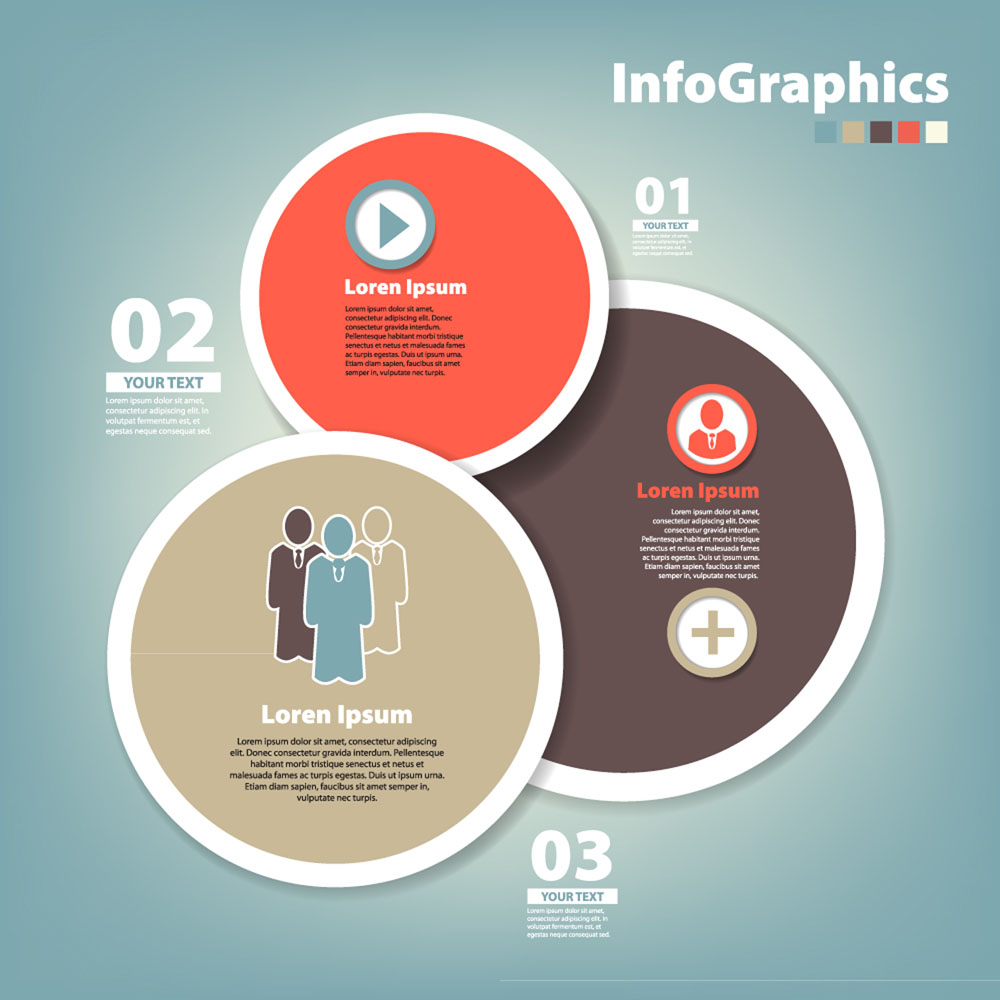 InfoGraphics
01
YOUR TEXT
Lorem ipsum dolor sit amet,
consectetur adipiscing elit. In
volutpat fermentum est, et
egestas neque consequat sed.
Loren Ipsum
Lorem ipsum dolor sit amet,
consectetur adipiscing elit. Donec
consectetur gravida interdum.
Pellentesque habitant morbi tristique
senectus et netus et malesuada fames
ac turpis egestas. Duis ut ipsum urna.
Etiam diam sapien, faucibus sit amet
semper in, vulputate nec turpis.
02
YOUR TEXT
Lorem ipsum dolor sit amet,
consectetur adipiscing elit. In
volutpat fermentum est, et
egestas neque consequat sed.
Loren Ipsum
Lorem ipsum dolor sit amet,
consectetur adipiscing elit. Donec
consectetur gravida interdum.
Pellentesque habitant morbi tristique
senectus et netus et malesuada fames
ac turpis egestas. Duis ut ipsum urna.
Etiam diam sapien, faucibus sit amet
semper in, vulputate nec turpis.
Loren Ipsum
Lorem ipsum dolor sit amet, consectetur adipiscing
elit. Donec consectetur gravida interdum. Pellentesque
habitant morbi tristique senectus et netus et
malesuada fames ac turpis egestas. Duis ut ipsum urna.
Etiam diam sapien, faucibus sit amet semper in,
vulputate nec turpis.
03
YOUR TEXT
Lorem ipsum dolor sit amet,
consectetur adipiscing elit. In
volutpat fermentum est, et
egestas neque consequat sed.